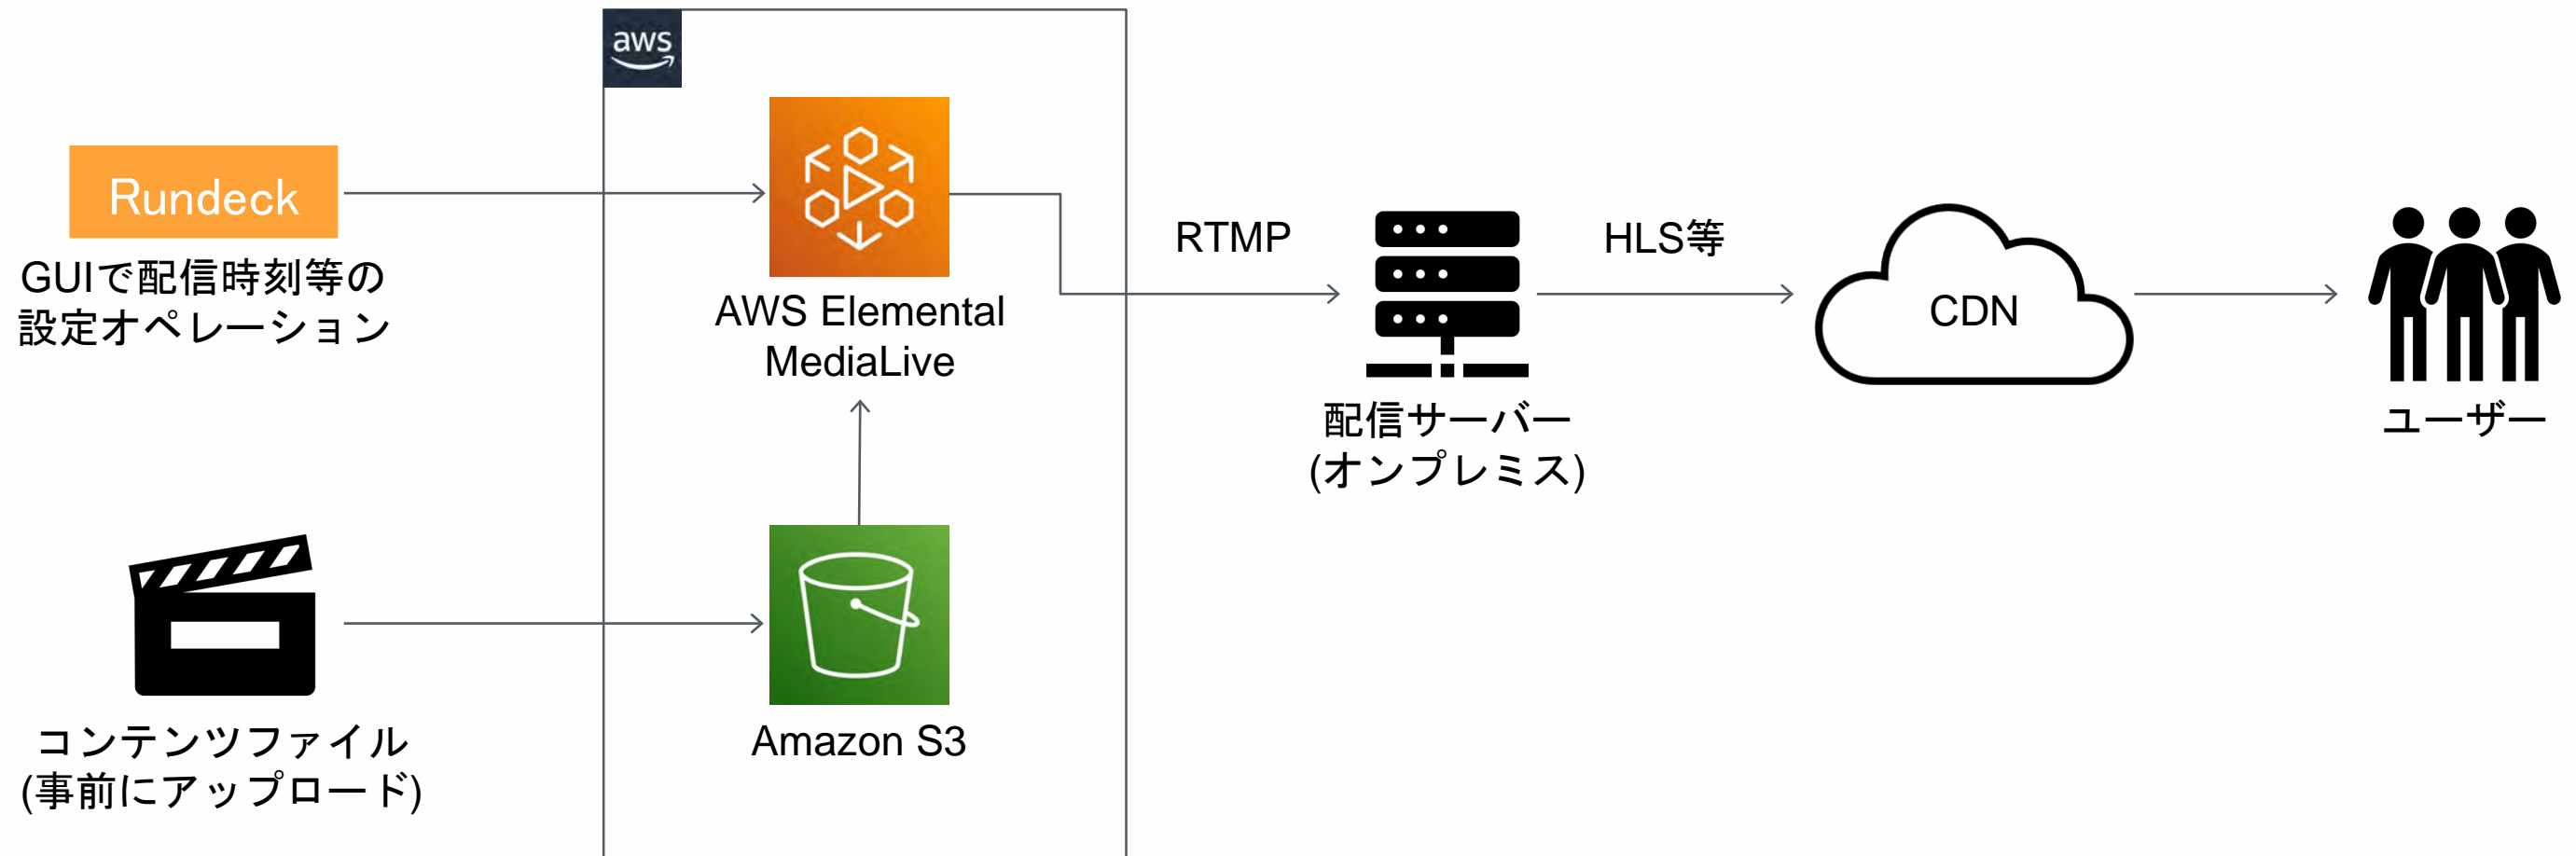 aws
Rundeck
GUIで配信時刻等の
設定オペレーション
AWS Elemental
MediaLive
RTMP
HLS等
CDN
配信サーバー
(オンプレミス)
ユーザー
コンテンツファイル
(事前にアップロード)
Amazon S3